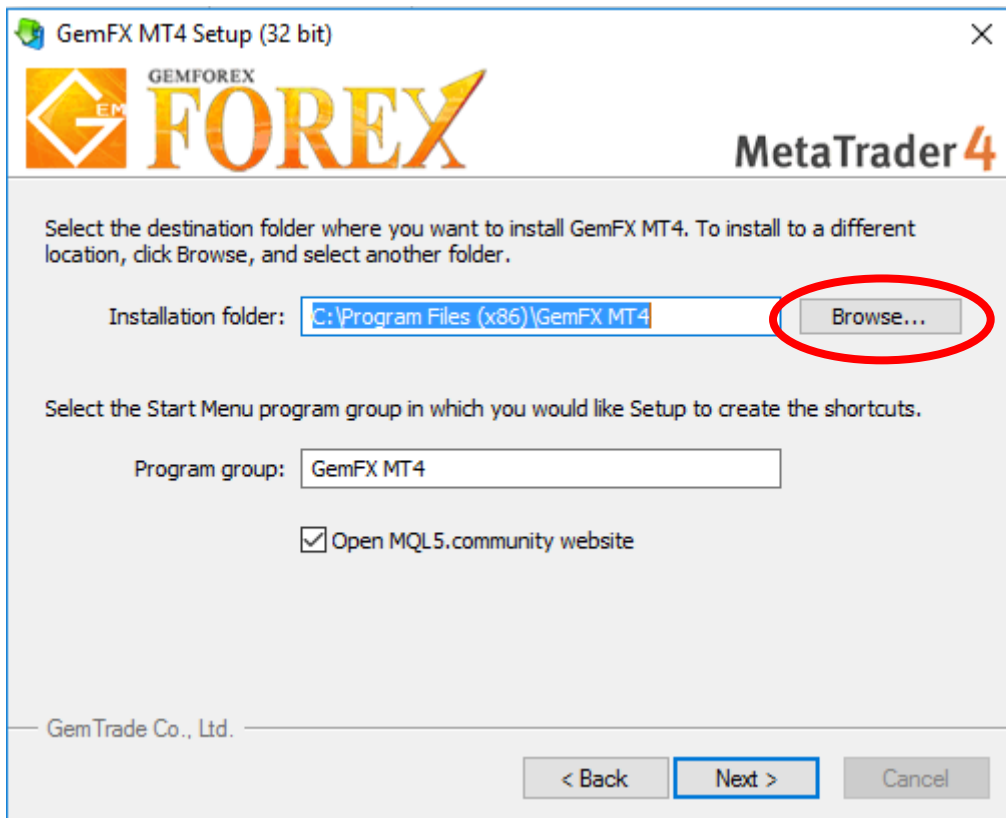 GemFX MT4 Setup (32 bit)
GEM
GEMFOREX
FOREX
MetaTrader 4
Select the destination folder where you want to install GemFX MT4. To install to a different
location, click Browse, and select another folder.
Installation folder: C:\Program Files (x86)\GemFX MT4 Browse...
Select the Start Menu program group in which you would like Setup to create the shortcuts.
Program group: GemFX MT4
Open MQL5.community website
GemTrade Co., Ltd.
< Back Next > Cancel